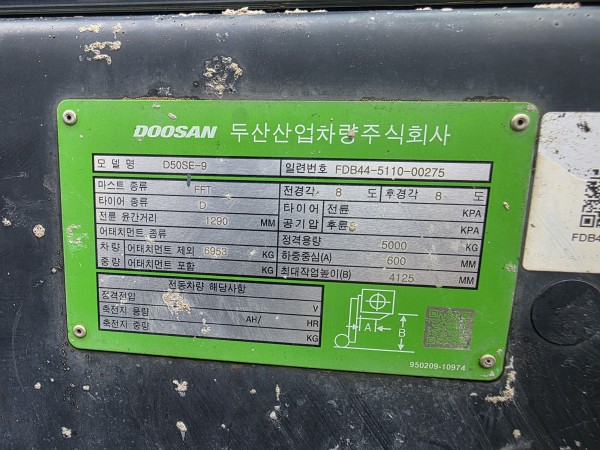 DOOSAN 두산산업차량주식회사
모 델 명 D50SE-9 일련번호 FDB44-5110-00275
마스트 종류 FFT 전경각 8 도 후경각 8 도
타이어 종류 D 타이어 전륜 KPA
전륜 윤간거리 1290 MM 공기압 후륜 KPA
어태치먼트 종류 정격용량 5000 KG
차량 어태치먼트 제외 6953 KG 하중중심(A) 600 MM
중량 어태치먼트 포함 KG 최대작업높이(B) 4125 MM
전동차량 해당사항
정격전압 V
축전지 용량 AH/ HR
축전지 중량 KG
A B
950209-10974
FDB4